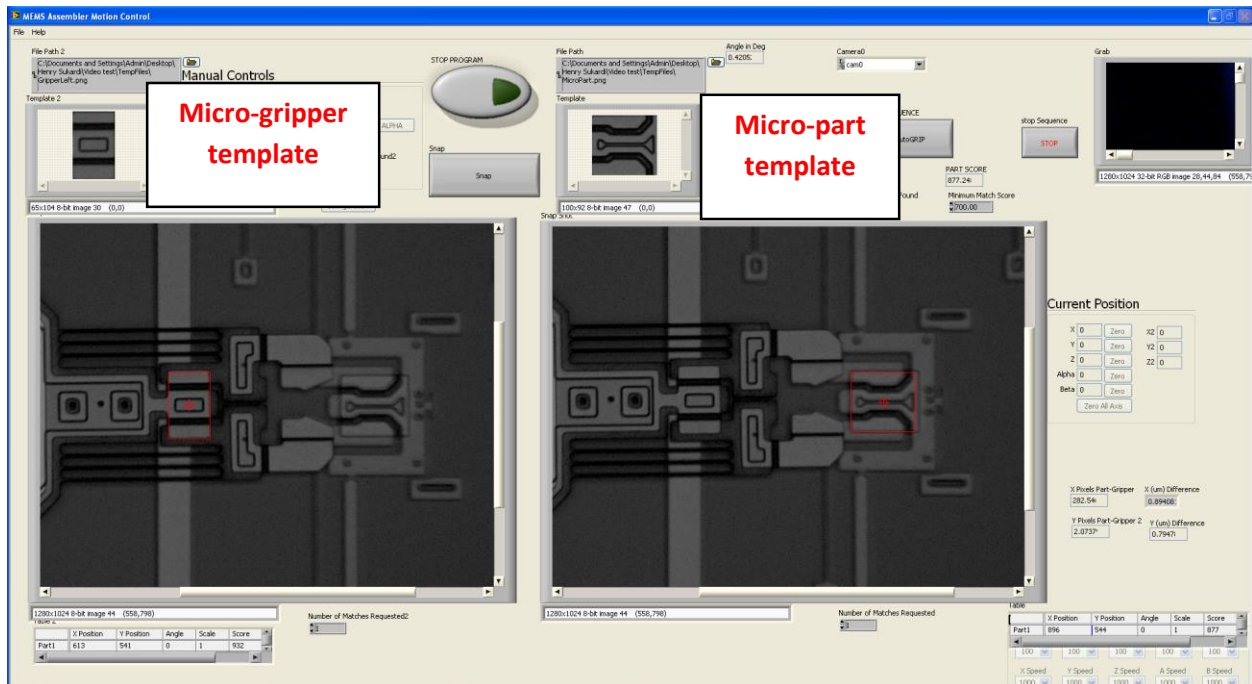 MEMS Assembler Motion Control
File Help
File Path 2
C:\Documents and Settings\Admin\Desktop\
Henry Sukardi\Video test\TempFiles\
GripperLeft.png
Manual Controls
Template 2
Micro-gripper
template
ALPHA
65x104 8-bit image 30 (0,0)
STOP PROGRAM
Snap
Snap
File Path
C:\Documents and Settings\Admin\Desktop\
Henry Sukardi\Video test\TempFiles\
MicroPart.png
Angle in Deg
0.4205
Template
Micro-part
template
100x92 8-bit image 47 (0,0)
Camera0
cam0
PART SCORE
877.24
Minimum Match Score
700.00
stop Sequence
STOP
Grab
1280x1024 32-bit RGB image 28,44,84
Snap Shot
1280x1024 8-bit image 44 (558,798)
Number of Matches Requested2
1
Table 2
X Position Y Position Angle Scale Score
Part1 613 541 0 1 932
1280x1024 8-bit image 44 (558,798)
Number of Matches Requested
1
Current Position
X 0 Zero X2 0
Y 0 Zero Y2 0
Z 0 Zero Z2 0
Alpha 0 Zero
Beta 0 Zero
Zero All Axis
X Pixels Part-Gripper X (um) Difference
282.54 0.89408
Y Pixels Part-Gripper 2 Y (um) Difference
2.0737 0.7947
Table
X Position Y Position Angle Scale Score
Part1 896 544 0 1 877
100 100 100 100 100
X Speed Y Speed Z Speed A Speed B Speed
1000 1000 1000 1000 1000